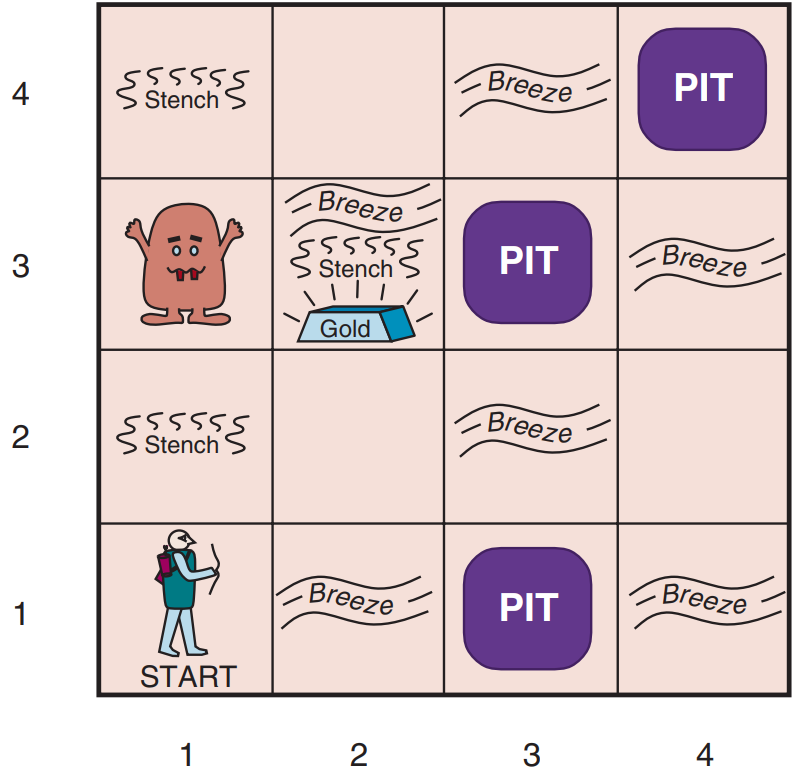 4
Stench
Breeze
PIT
3
Breeze
Stench
Gold
PIT
Breeze
2
Stench
Breeze
1
START
Breeze
PIT
Breeze
1 2 3 4